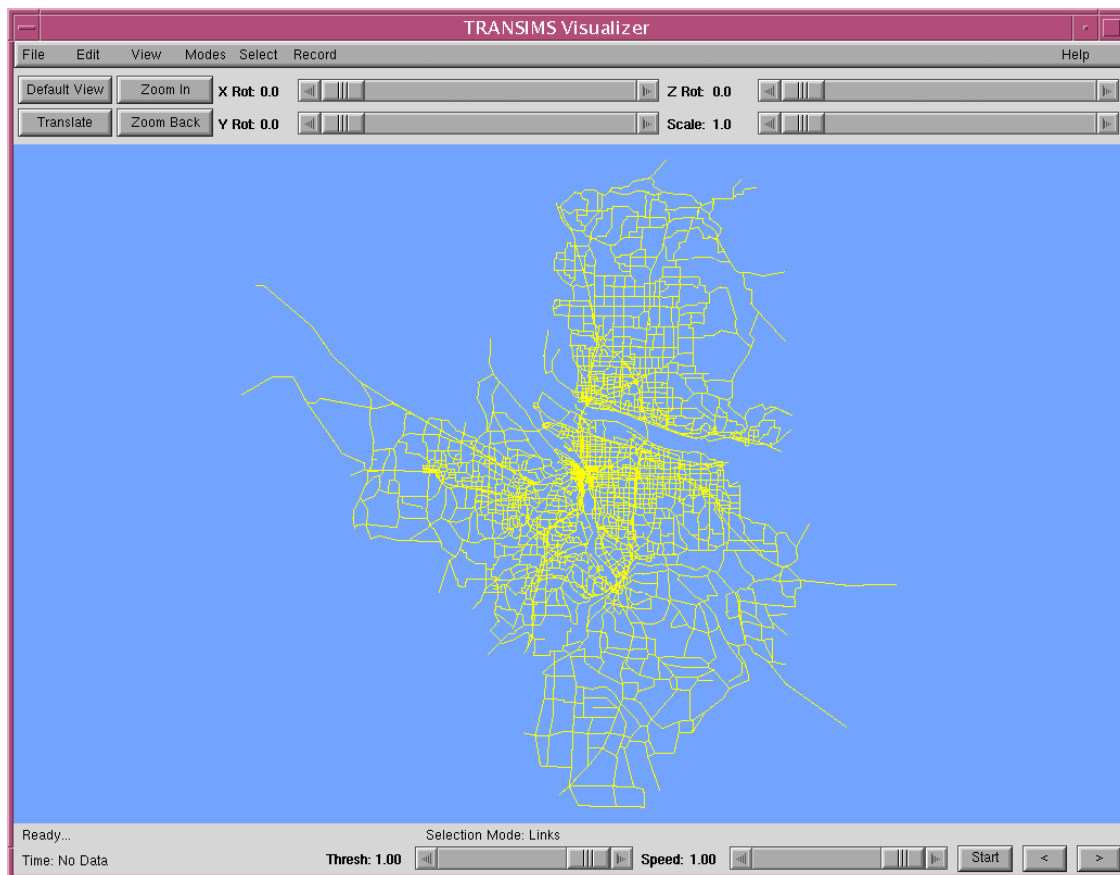 TRANSIMS Visualizer
File Edit View Modes Select Record Help
Default View Zoom In X Rot: 0.0 Z Rot: 0.0
Translate Zoom Back Y Rot: 0.0 Scale: 1.0
Ready... Selection Mode: Links
Time: No Data Thresh: 1.00 Speed: 1.00 Start < >